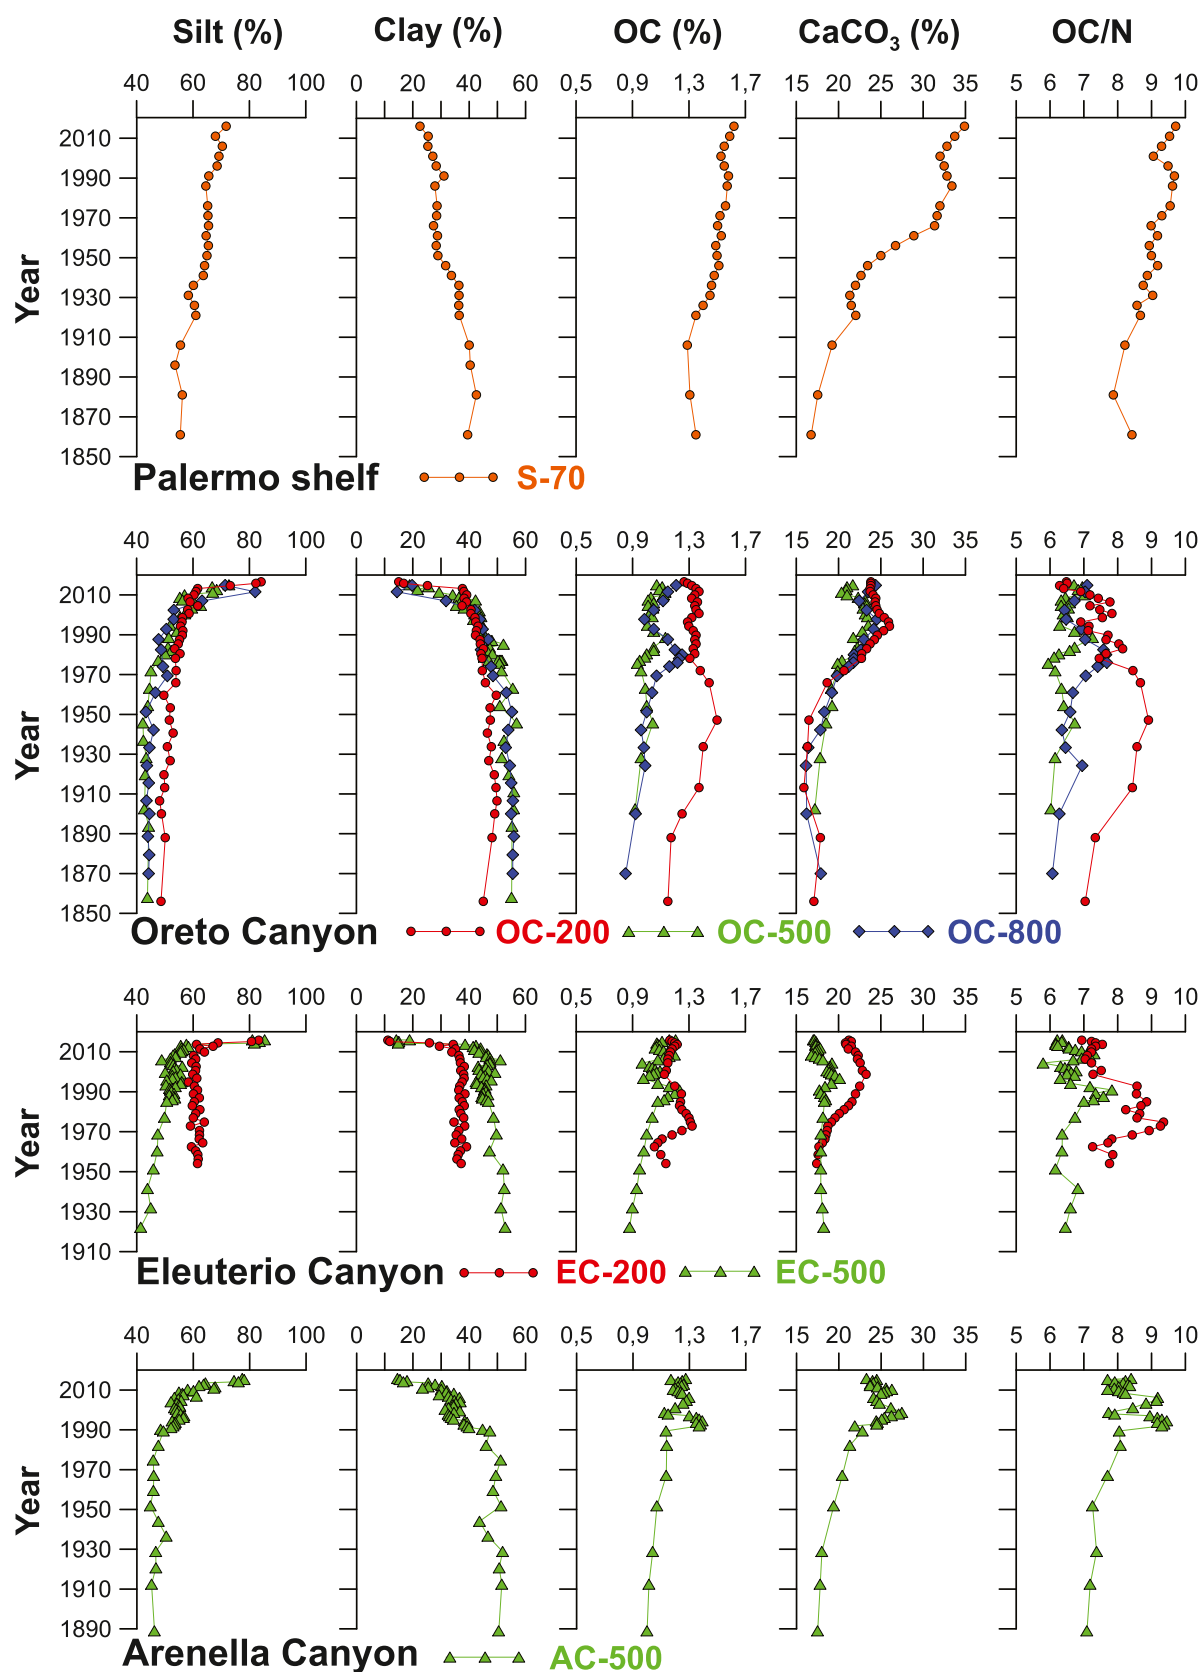 Silt (%) Clay (%) OC (%) CaCO₃ (%) OC/N
40 60 80 100 0 20 40 60 0,5 0,9 1,3 1,7 15 20 25 30 35 5 6 7 8 9 10
2010
1990
1970
1950
1930
1910
1890
1870
1850
Year
Palermo shelf S-70
40 60 80 100 0 20 40 60 0,5 0,9 1,3 1,7 15 20 25 30 35 5 6 7 8 9 10
2010
1990
1970
1950
1930
1910
1890
1870
1850
Year
Oreto Canyon OC-200 OC-500 OC-800
40 60 80 100 0 20 40 60 0,5 0,9 1,3 1,7 15 20 25 30 35 5 6 7 8 9 10
2010
1990
1970
1950
1930
1910
Year
Eleuterio Canyon EC-200 EC-500
40 60 80 100 0 20 40 60 0,5 0,9 1,3 1,7 15 20 25 30 35 5 6 7 8 9 10
2010
1990
1970
1950
1930
1910
1890
Year
Arenella Canyon AC-500